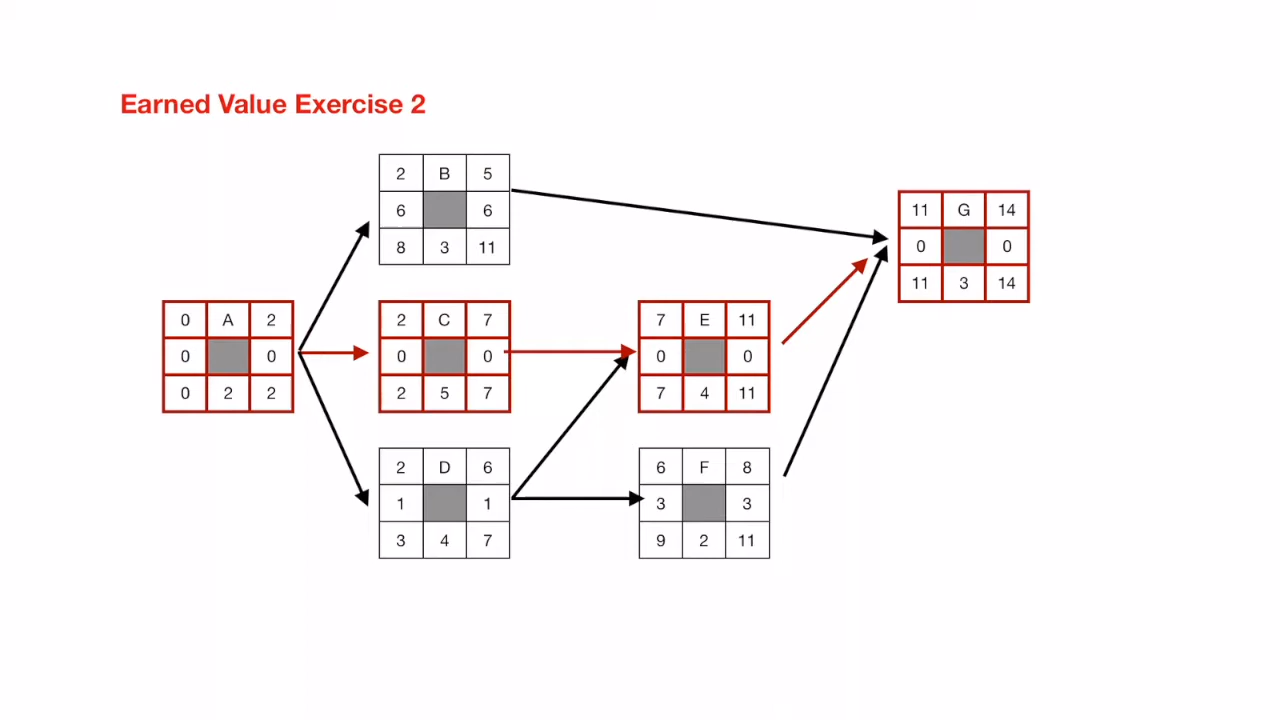 Earned Value Exercise 2
2 B 5
6 6
8 3 11
11 G 14
0 0
11 3 14
0 A 2
0 0
0 2 2
2 C 7
0 0
2 5 7
7 E 11
0 0
7 4 11
2 D 6
1 1
3 4 7
6 F 8
3 3
9 2 11